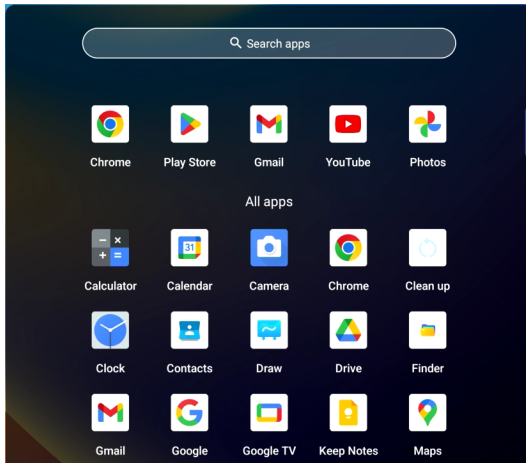 Search apps
Chrome Play Store Gmail YouTube Photos
All apps
31
Calculator Calendar Camera Chrome Clean up
Clock Contacts Draw Drive Finder
Gmail Google Google TV Keep Notes Maps